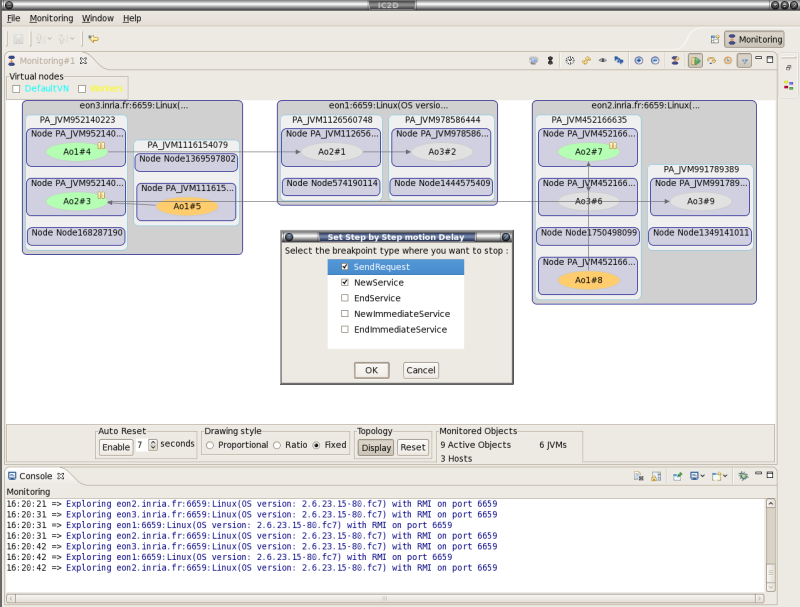 IC2D
File Monitoring Window Help
Monitoring
Monitoring#1
Virtual nodes
DefaultVN
eon3.inria.fr:6659:Linux(...
PA_JVM952140223
Node PA_JVM952140...
Ao1#4
Node PA_JVM952140...
Ao2#3
Node Node168287190
PA_JVM1116154079
Node Node1369597802
Node PA_JVM111615...
Ao1#5
eon1:6659:Linux(OS versio...
PA_JVM1126560748
Node PA_JVM112656...
Ao2#1
Node Node574190114
PA_JVM978586444
Node PA_JVM978586...
Ao3#2
Node Node1444575409
eon2.inria.fr:6659:Linux(...
PA_JVM452166635
Node PA_JVM452166...
Ao2#7
Node PA_JVM452166...
Ao3#6
Node Node1750498099
Node PA_JVM452166...
Ao1#8
PA_JVM991789389
Node PA_JVM991789...
Ao3#9
Node Node1349141011
Set Step by Step motion Delay
Select the breakpoint type where you want to stop :
SendRequest
NewService
EndService
NewImmediateService
EndImmediateService
OK Cancel
Auto Reset
Enable 7 seconds
Drawing style
Proportional Ratio Fixed
Topology
Display Reset
Monitored Objects
9 Active Objects 6 JVMs
3 Hosts
Console
Monitoring
16:20:21 => Exploring eon2.inria.fr:6659:Linux(OS version: 2.6.23.15-80.fc7) with RMI on port 6659
16:20:31 => Exploring eon3.inria.fr:6659:Linux(OS version: 2.6.23.15-80.fc7) with RMI on port 6659
16:20:31 => Exploring eon1:6659:Linux(OS version: 2.6.23.15-80.fc7) with RMI on port 6659
16:20:31 => Exploring eon2.inria.fr:6659:Linux(OS version: 2.6.23.15-80.fc7) with RMI on port 6659
16:20:42 => Exploring eon3.inria.fr:6659:Linux(OS version: 2.6.23.15-80.fc7) with RMI on port 6659
16:20:42 => Exploring eon1:6659:Linux(OS version: 2.6.23.15-80.fc7) with RMI on port 6659
16:20:42 => Exploring eon2.inria.fr:6659:Linux(OS version: 2.6.23.15-80.fc7) with RMI on port 6659